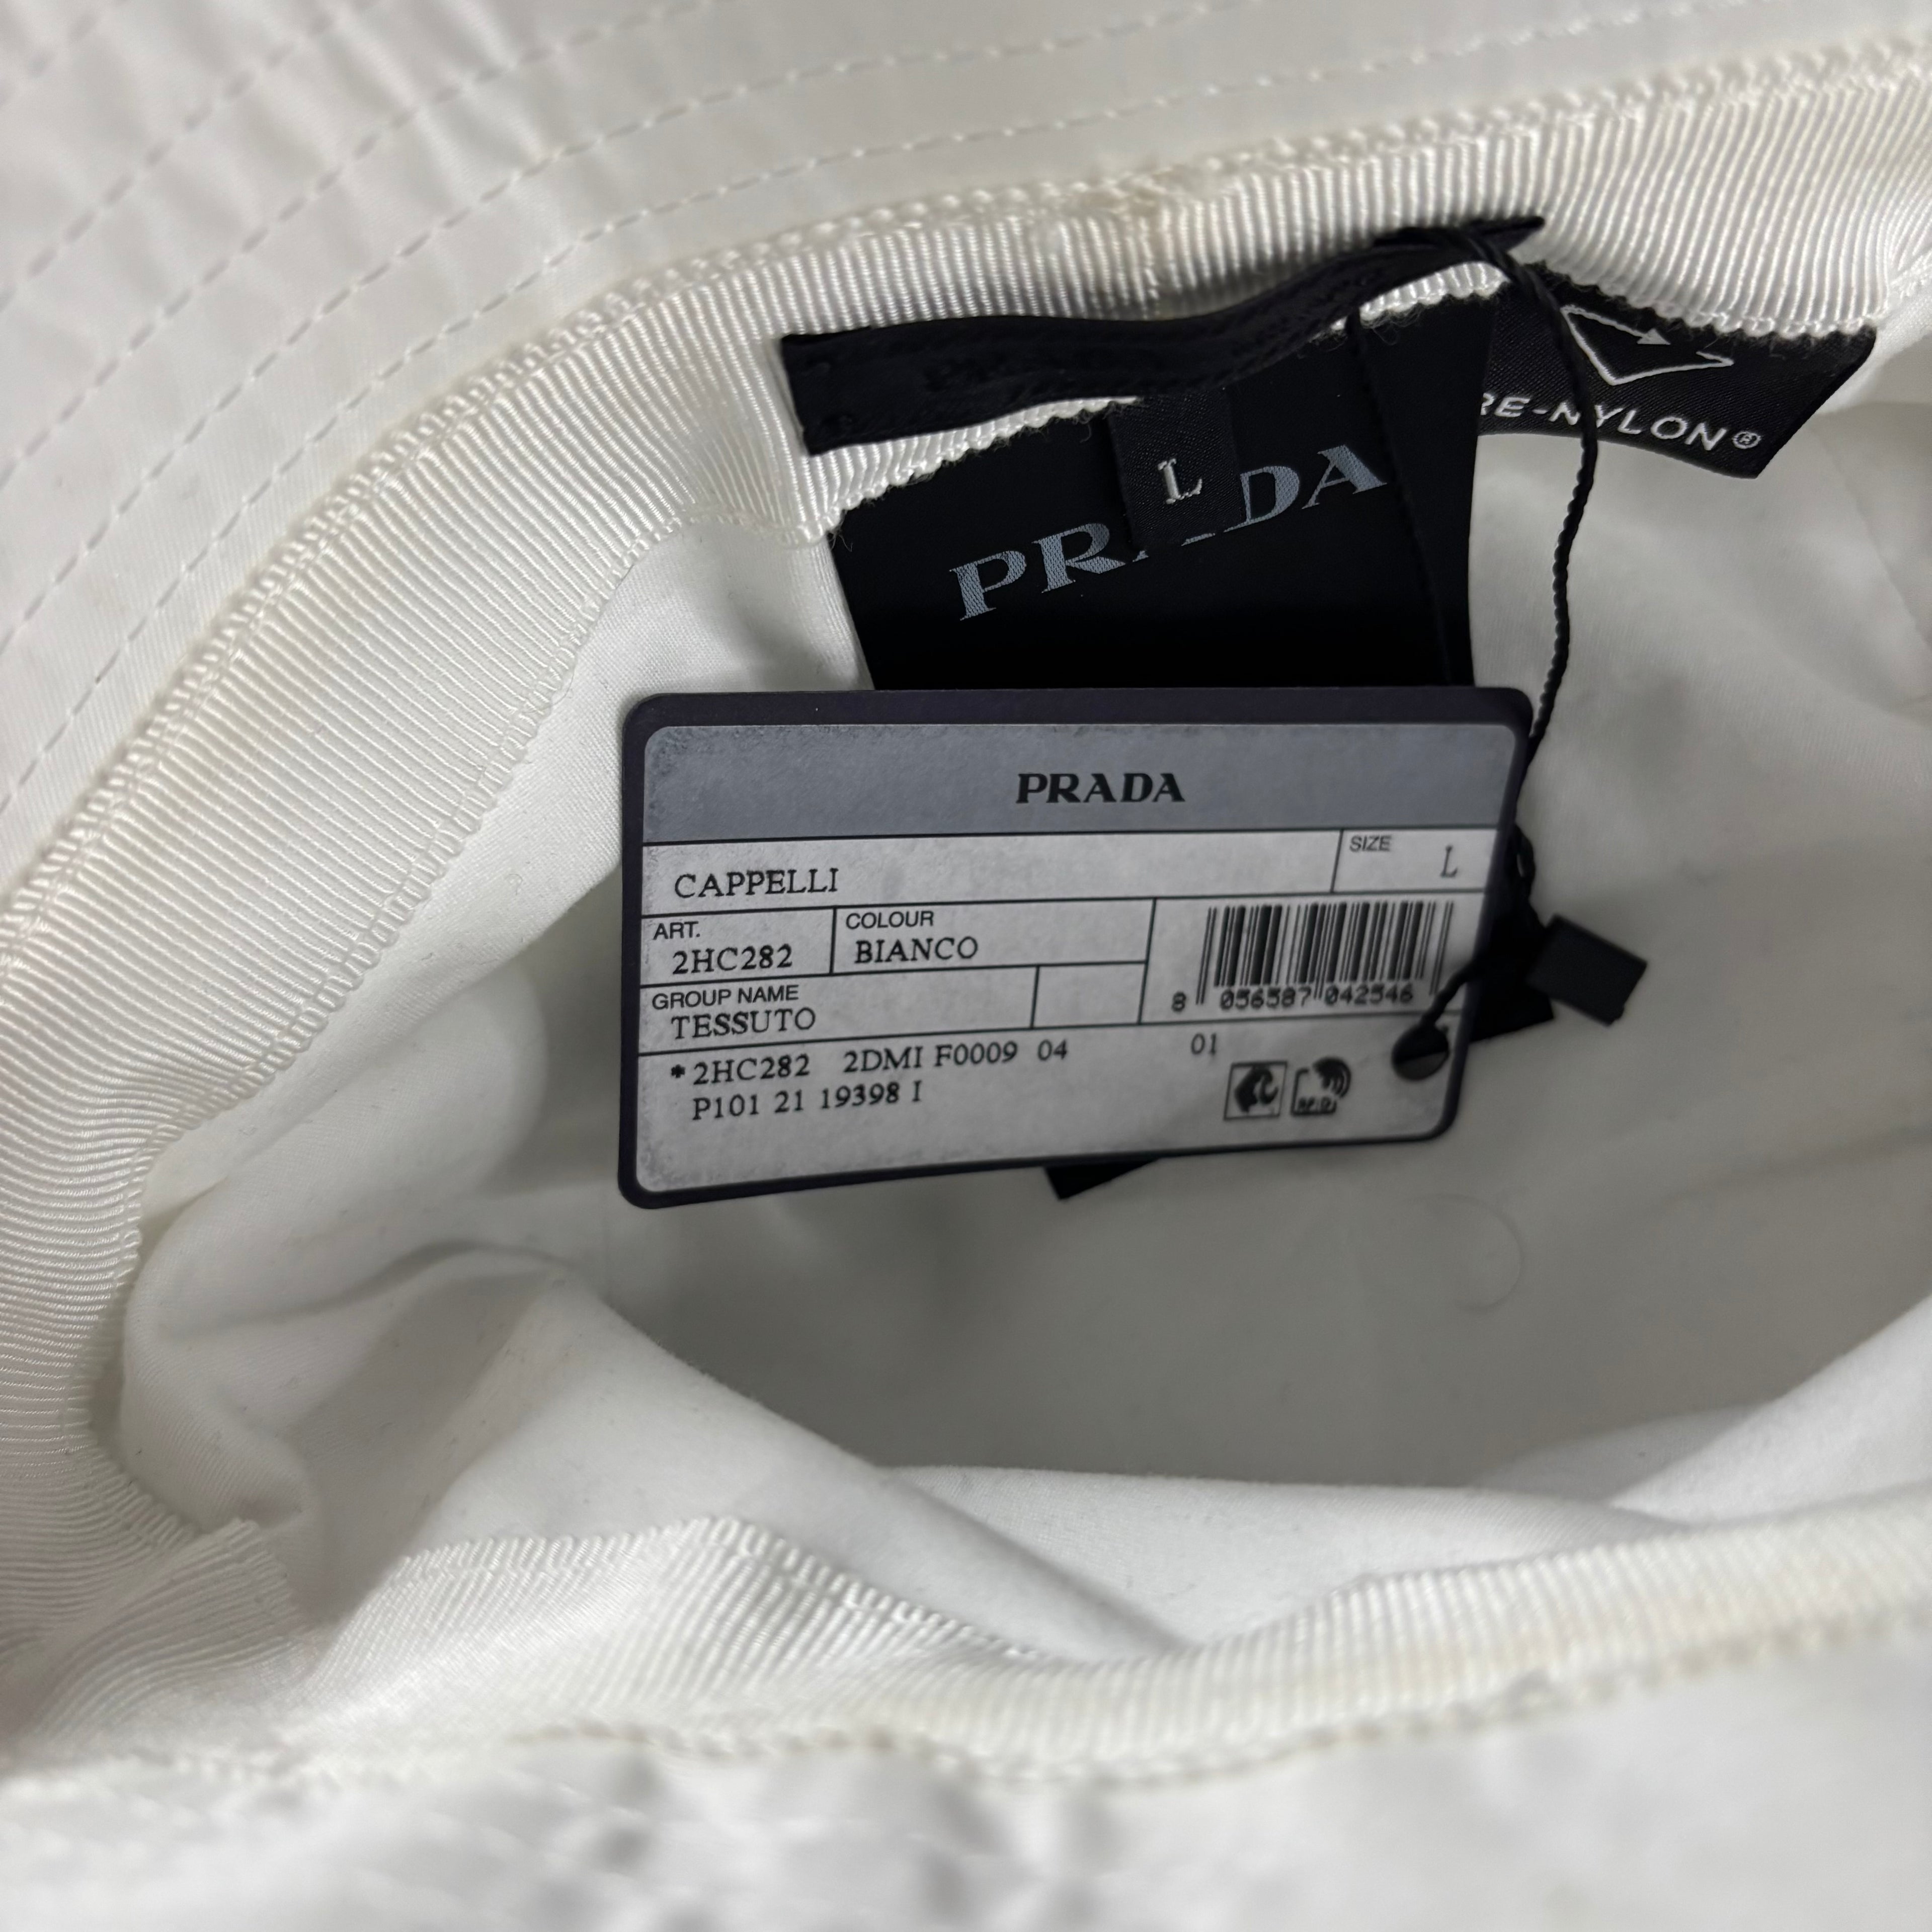 L
PRADA
RE-NYLON®
PRADA
CAPPELLI
SIZE
L
ART.
2HC282
COLOUR
BIANCO
GROUP NAME
TESSUTO
8 056587 042546
*2HC282 2DMI F0009 04 01
P101 21 19398 I